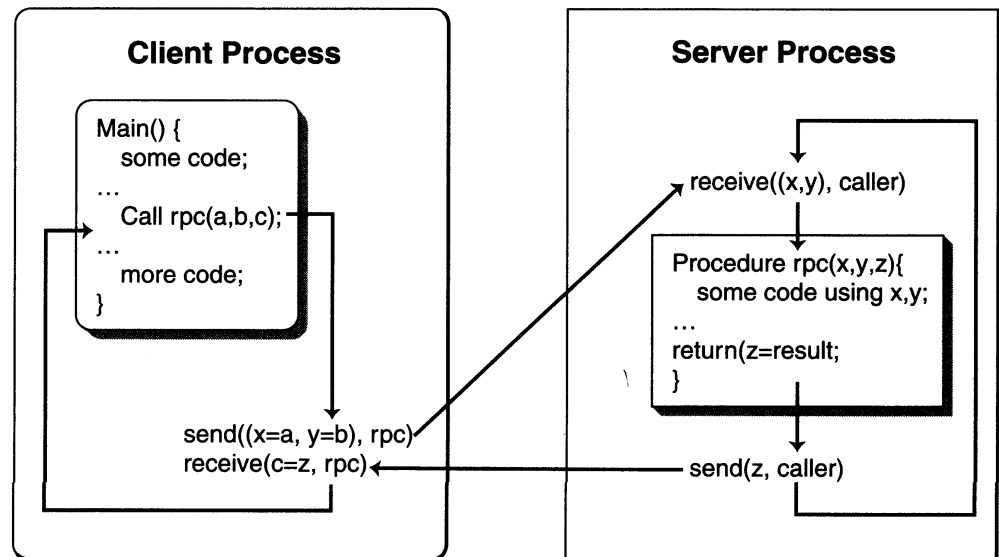 Client Process
Main() {
some code;
...
Call rpc(a,b,c);
...
more code;
}
send((x=a, y=b), rpc)
receive(c=z, rpc)
Server Process
receive((x,y), caller)
Procedure rpc(x,y,z){
some code using x,y;
...
return(z=result;
}
send(z, caller)